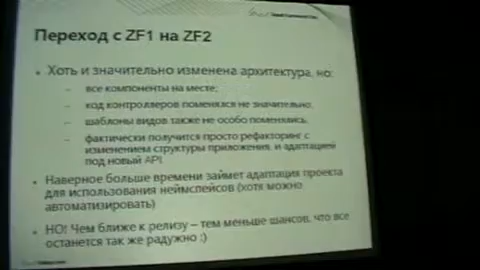 Переход с ZF1 на ZF2
• Хоть и значительно изменена архитектура, но:
– все компоненты на месте;
– код контроллеров поменялся не значительно;
– шаблоны видов также не особо поменялись.
– фактически получится просто рефакторинг с
изменением структуры приложения, и адаптацией
под новый API.
• Наверное больше времени займет адаптация проекта
для использования неймспейсов (хотя можно
автоматизировать)
• НО! Чем ближе к релизу – тем меньше шансов, что все
останется так же радужно :)